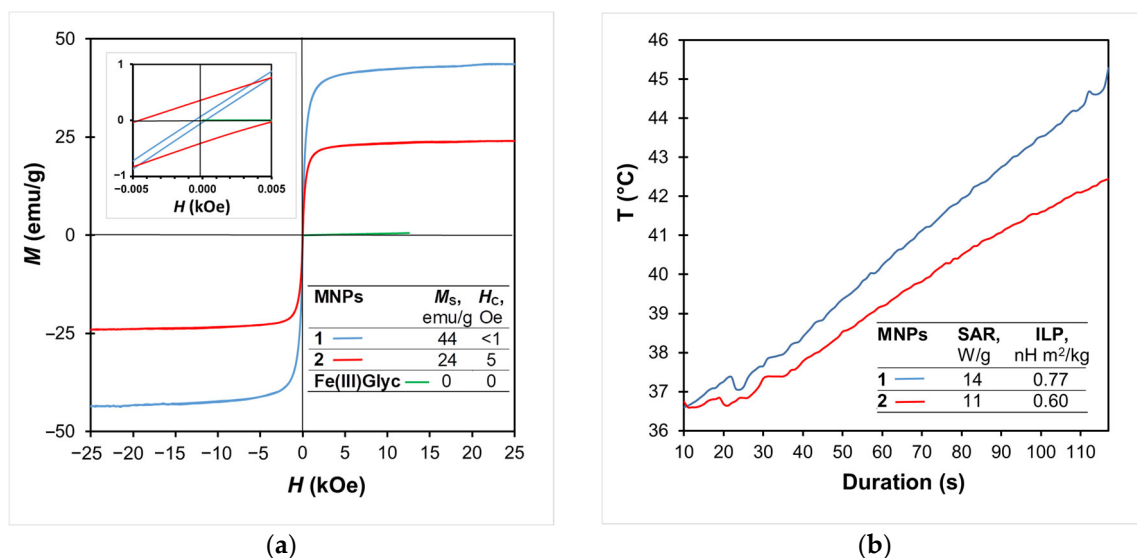 50
25
0
−25
−50
M (emu/g)
1
0
−1
−0.005 0.000 0.005
H (kOe)
MNPs MS, HC,
emu/g Oe
1 44 <1
2 24 5
Fe(III)Glyc 0 0
−25 −20 −15 −10 −5 0 5 10 15 20 25
H (kOe)
(a)
46
45
44
43
42
41
40
39
38
37
36
T (°C)
MNPs SAR, ILP,
W/g nH m²/kg
1 14 0.77
2 11 0.60
10 20 30 40 50 60 70 80 90 100 110
Duration (s)
(b)